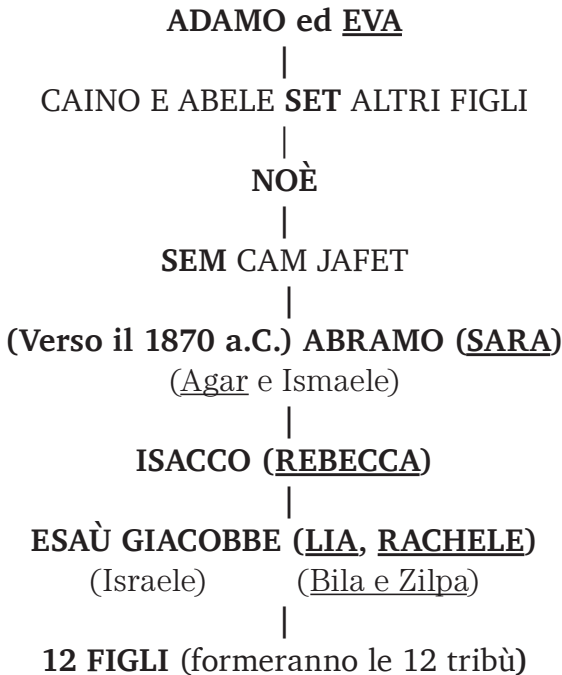 ADAMO ed EVA
|
CAINO E ABELE SET ALTRI FIGLI
|
NOÈ
|
SEM CAM JAFET
|
(Verso il 1870 a.C.) ABRAMO (SARA)
(Agar e Ismaele)
|
ISACCO (REBECCA)
|
ESAÙ GIACOBBE (LIA, RACHELE)
(Israele) (Bila e Zilpa)
|
12 FIGLI (formeranno le 12 tribù)